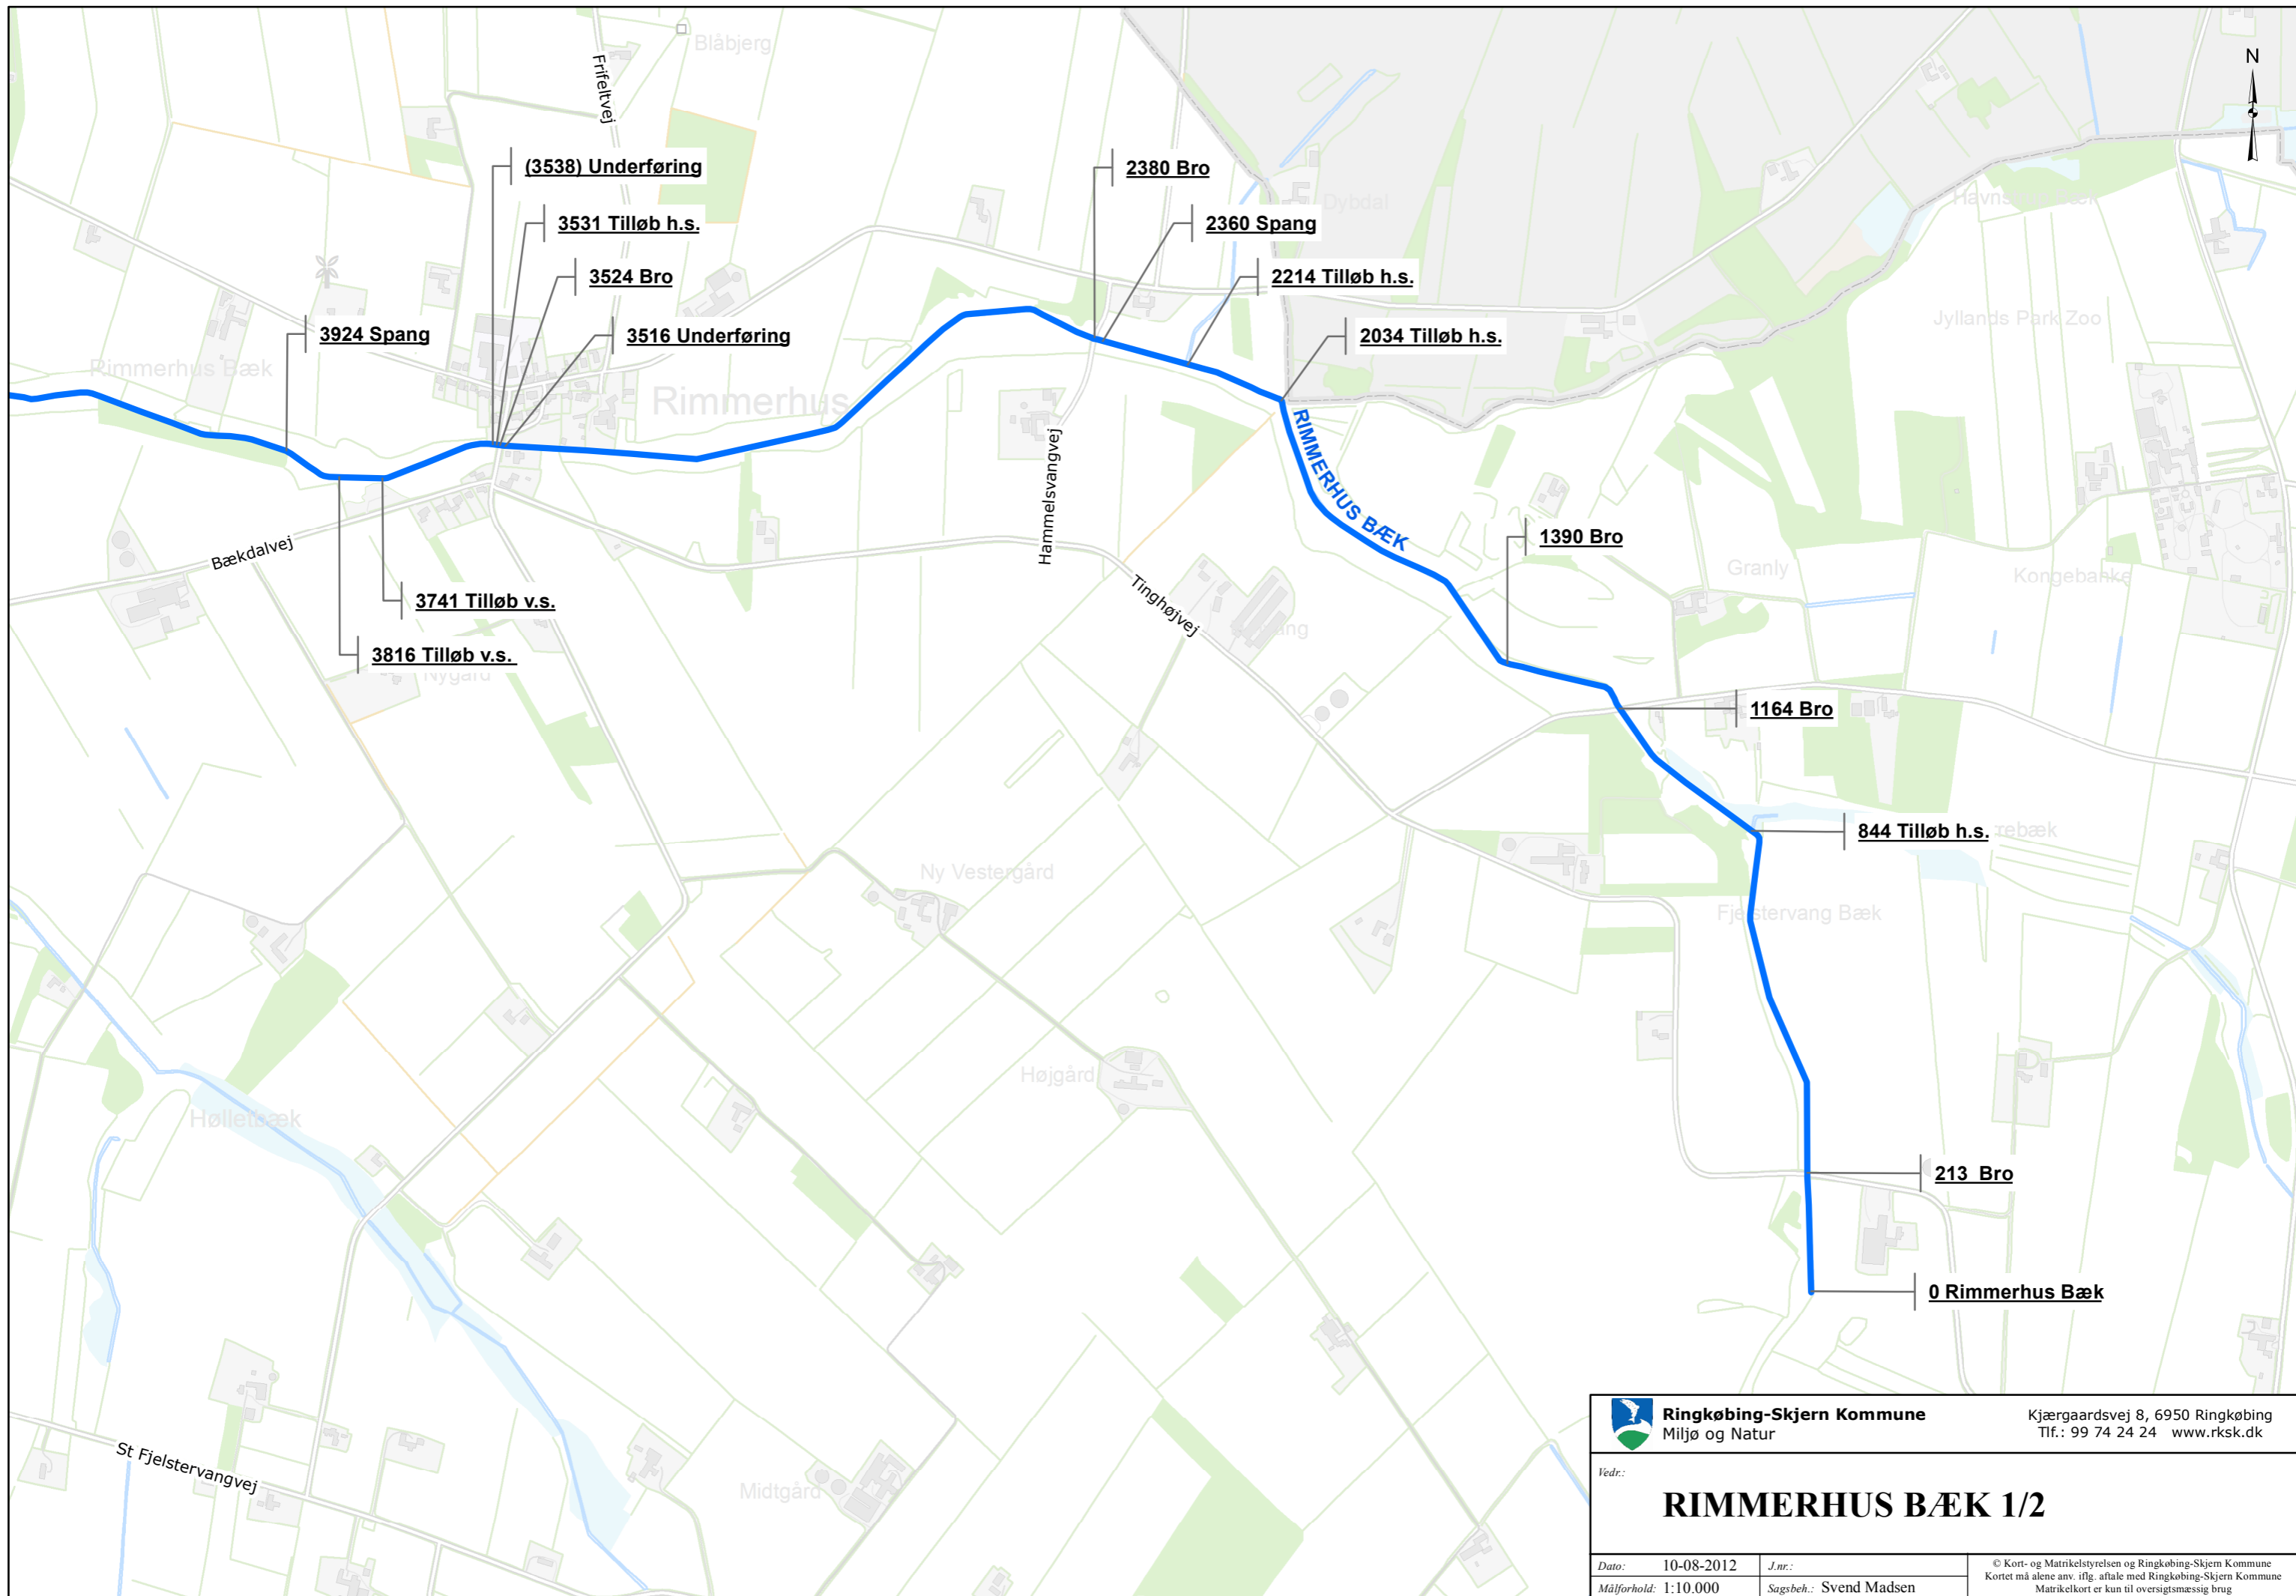 Blåbjerg
N
Frifeltvej
(3538) Underføring
3531 Tilløb h.s.
3524 Bro
3516 Underføring
3924 Spang
2380 Bro
2360 Spang
2214 Tilløb h.s.
2034 Tilløb h.s.
Dybdal
Jyllands Park Zoo
Rimmerhus Bæk
Rimmerhus
RIMMERHUS BÆK
Hammelsvangvej
Bækdalvej
Tinghøjvej
1390 Bro
Granly
Kongebanke
3741 Tilløb v.s.
3816 Tilløb v.s.
Nygård
1164 Bro
844 Tilløb h.s.
Ny Vestergård
Fjelstervang Bæk
Højgård
Hølletbæk
213 Bro
0 Rimmerhus Bæk
St Fjelstervangvej
Midtgård
Ringkøbing-Skjern Kommune
Miljø og Natur
Kjærgaardsvej 8, 6950 Ringkøbing
Tlf.: 99 74 24 24 www.rksk.dk
Vedr.:
RIMMERHUS BÆK 1/2
Dato: 10-08-2012
J.nr.:
Målforhold: 1:10.000
Sagsbeh.: Svend Madsen
© Kort- og Matrikelstyrelsen og Ringkøbing-Skjern Kommune
Kortet må alene anv. iflg. aftale med Ringkøbing-Skjern Kommune
Matrikelkort er kun til oversigtsmæssig brug